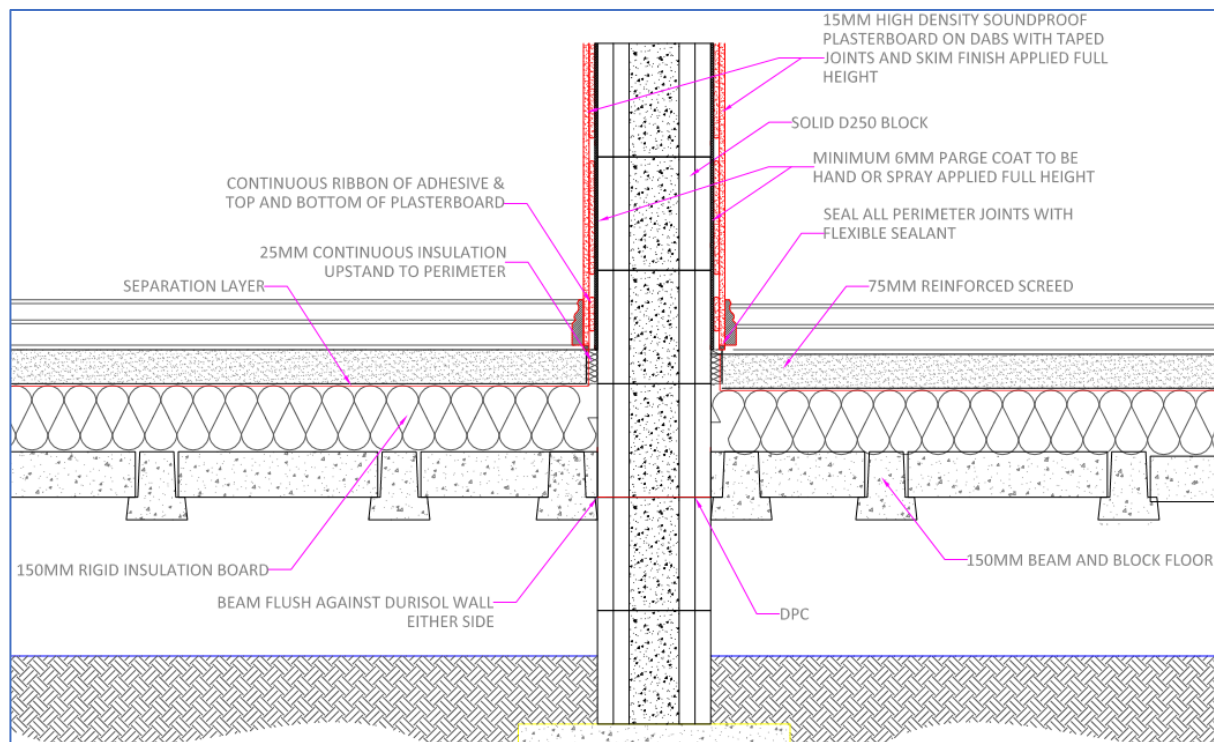 15MM HIGH DENSITY SOUNDPROOF
PLASTERBOARD ON DABS WITH TAPED
JOINTS AND SKIM FINISH APPLIED FULL
HEIGHT
SOLID D250 BLOCK
MINIMUM 6MM PARGE COAT TO BE
HAND OR SPRAY APPLIED FULL HEIGHT
CONTINUOUS RIBBON OF ADHESIVE &
TOP AND BOTTOM OF PLASTERBOARD
SEAL ALL PERIMETER JOINTS WITH
FLEXIBLE SEALANT
25MM CONTINUOUS INSULATION
UPSTAND TO PERIMETER
SEPARATION LAYER
75MM REINFORCED SCREED
150MM RIGID INSULATION BOARD
150MM BEAM AND BLOCK FLOOR
BEAM FLUSH AGAINST DURISOL WALL
EITHER SIDE
DPC